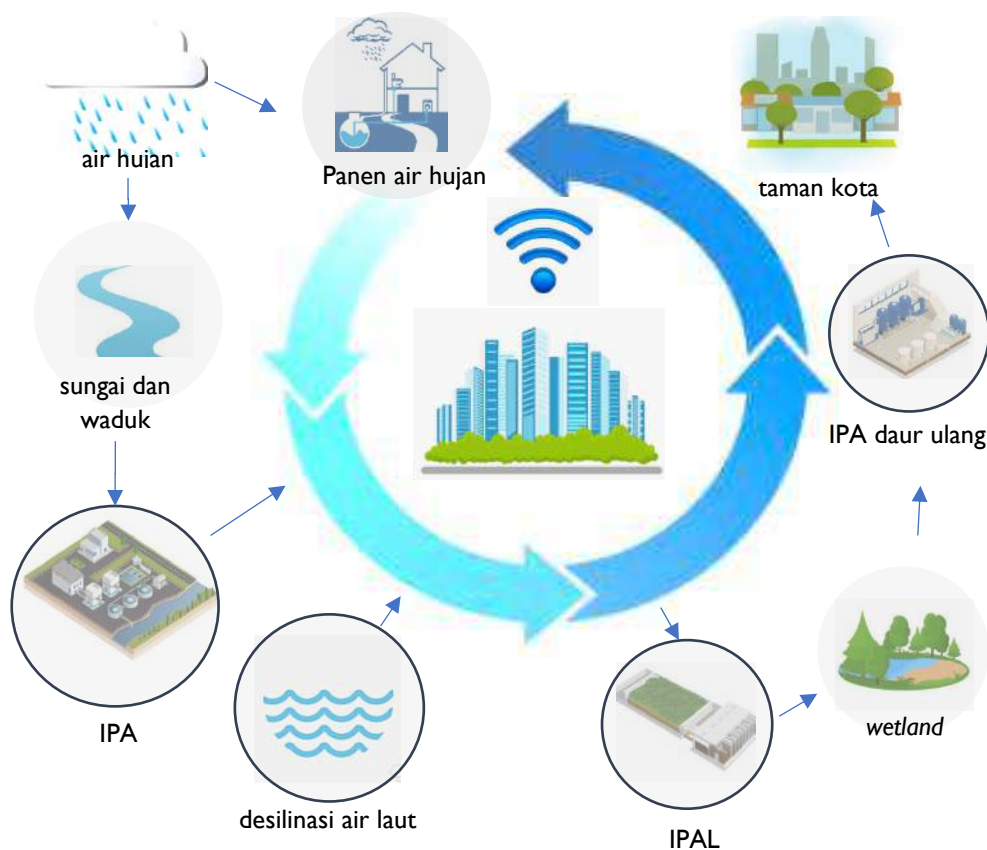 air hujan
Panen air hujan
taman kota
sungai dan
waduk
IPA daur ulang
IPA
wetland
desilinasi air laut
IPAL